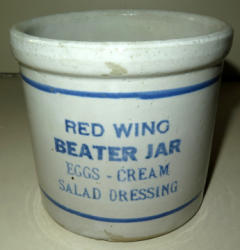 RED WING
BEATER JAR
EGGS - CREAM
SALAD DRESSING